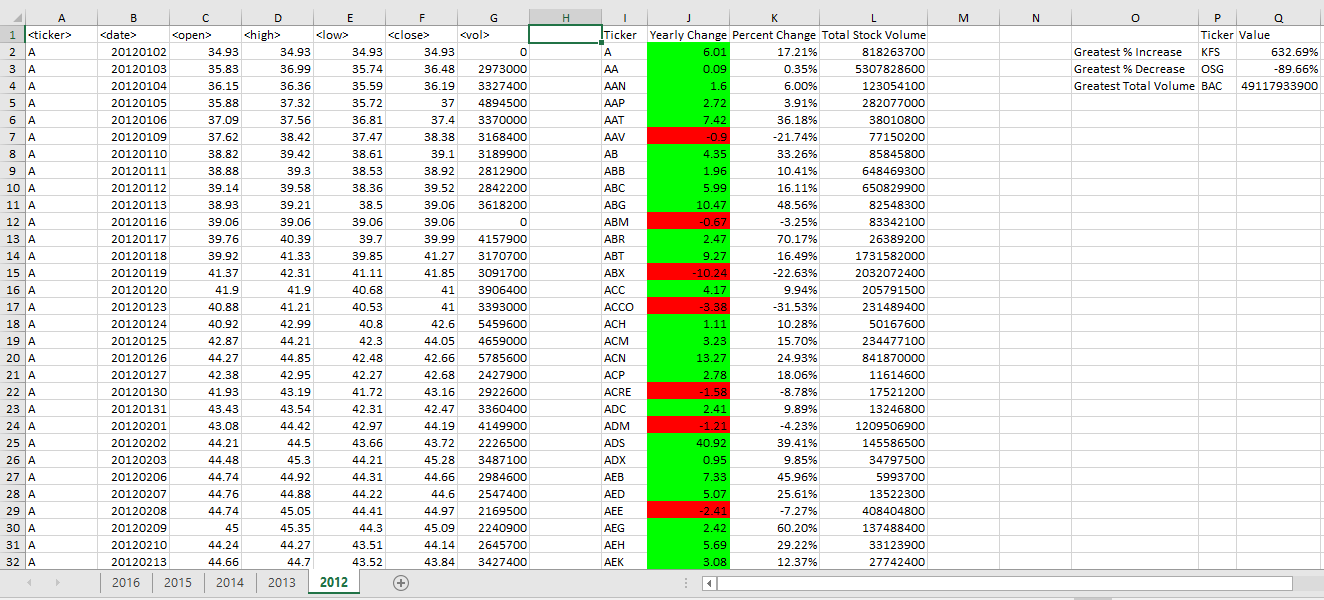 A B C D E F G H I J K L M N O P Q
1 <ticker> <date> <open> <high> <low> <close> <vol> Ticker Yearly Change Percent Change Total Stock Volume Ticker Value
2 A 20120102 34.93 34.93 34.93 34.93 0 A 6.01 17.21% 818263700 Greatest % Increase KFS 632.69%
3 A 20120103 35.83 36.99 35.74 36.48 2973000 AA 0.09 0.35% 5307828600 Greatest % Decrease OSG -89.66%
4 A 20120104 36.15 36.36 35.59 36.19 3327400 AAN 1.6 6.00% 123054100 Greatest Total Volume BAC 49117933900
5 A 20120105 35.88 37.32 35.72 37 4894500 AAP 2.72 3.91% 282077000
6 A 20120106 37.09 37.56 36.81 37.4 3370000 AAT 7.42 36.18% 38010800
7 A 20120109 37.62 38.42 37.47 38.38 3168400 AAV -0.9 -21.74% 77150200
8 A 20120110 38.82 39.42 38.61 39.1 3189900 AB 4.35 33.26% 85845800
9 A 20120111 38.88 39.3 38.53 38.92 2812900 ABB 1.96 10.41% 648469300
10 A 20120112 39.14 39.58 38.36 39.52 2842200 ABC 5.99 16.11% 650829900
11 A 20120113 38.93 39.21 38.5 39.06 3618200 ABG 10.47 48.56% 82548300
12 A 20120116 39.06 39.06 39.06 39.06 0 ABM -0.67 -3.25% 83342100
13 A 20120117 39.76 40.39 39.7 39.99 4157900 ABR 2.47 70.17% 26389200
14 A 20120118 39.92 41.33 39.85 41.27 3170700 ABT 9.27 16.49% 1731582000
15 A 20120119 41.37 42.31 41.11 41.85 3091700 ABX -10.24 -22.63% 2032072400
16 A 20120120 41.9 41.9 40.68 41 3906400 ACC 4.17 9.94% 205791500
17 A 20120123 40.88 41.21 40.53 41 3393000 ACCO -3.38 -31.53% 231489400
18 A 20120124 40.92 42.99 40.8 42.6 5459600 ACH 1.11 10.28% 50167600
19 A 20120125 42.87 44.21 42.3 44.05 4659000 ACM 3.23 15.70% 234477100
20 A 20120126 44.27 44.85 42.48 42.66 5785600 ACN 13.27 24.93% 841870000
21 A 20120127 42.38 42.95 42.27 42.68 2427900 ACP 2.78 18.06% 11614600
22 A 20120130 41.93 43.19 41.72 43.16 2922600 ACRE -1.58 -8.78% 17521200
23 A 20120131 43.43 43.54 42.31 42.47 3360400 ADC 2.41 9.89% 13246800
24 A 20120201 43.08 44.42 42.97 44.19 4149900 ADM -1.21 -4.23% 1209506900
25 A 20120202 44.21 44.5 43.66 43.72 2226500 ADS 40.92 39.41% 145586500
26 A 20120203 44.48 45.3 44.21 45.28 3487100 ADX 0.95 9.85% 34797500
27 A 20120206 44.74 44.92 44.31 44.66 2984600 AEB 7.33 45.96% 5993700
28 A 20120207 44.76 44.88 44.22 44.6 2547400 AED 5.07 25.61% 13522300
29 A 20120208 44.74 45.05 44.41 44.97 2169500 AEE -2.41 -7.27% 408404800
30 A 20120209 45 45.35 44.3 45.09 2240900 AEG 2.42 60.20% 137488400
31 A 20120210 44.24 44.27 43.51 44.14 2645700 AEH 5.69 29.22% 33123900
32 A 20120213 44.66 44.7 43.52 43.84 3427400 AEK 3.08 12.37% 27742400
2016 2015 2014 2013 2012